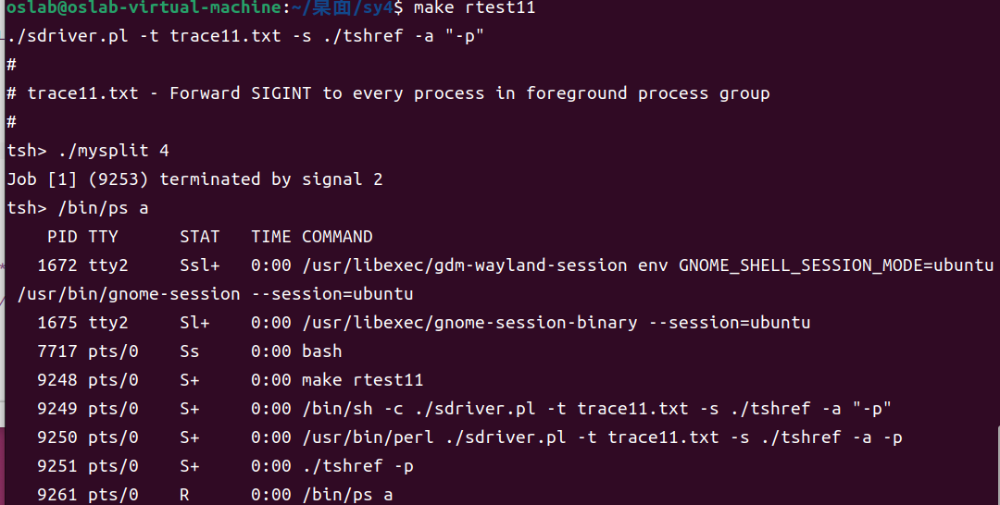 oslab@oslab-virtual-machine:~/桌面/sy4$ make rtest11
./sdriver.pl -t trace11.txt -s ./tshref -a "-p"
#
# trace11.txt - Forward SIGINT to every process in foreground process group
#
tsh> ./mysplit 4
Job [1] (9253) terminated by signal 2
tsh> /bin/ps a
    PID TTY      STAT   TIME COMMAND
   1672 tty2     Ssl+   0:00 /usr/libexec/gdm-wayland-session env GNOME_SHELL_SESSION_MODE=ubuntu
 /usr/bin/gnome-session --session=ubuntu
   1675 tty2     Sl+    0:00 /usr/libexec/gnome-session-binary --session=ubuntu
   7717 pts/0    Ss     0:00 bash
   9248 pts/0    S+     0:00 make rtest11
   9249 pts/0    S+     0:00 /bin/sh -c ./sdriver.pl -t trace11.txt -s ./tshref -a "-p"
   9250 pts/0    S+     0:00 /usr/bin/perl ./sdriver.pl -t trace11.txt -s ./tshref -a -p
   9251 pts/0    S+     0:00 ./tshref -p
   9261 pts/0    R      0:00 /bin/ps a